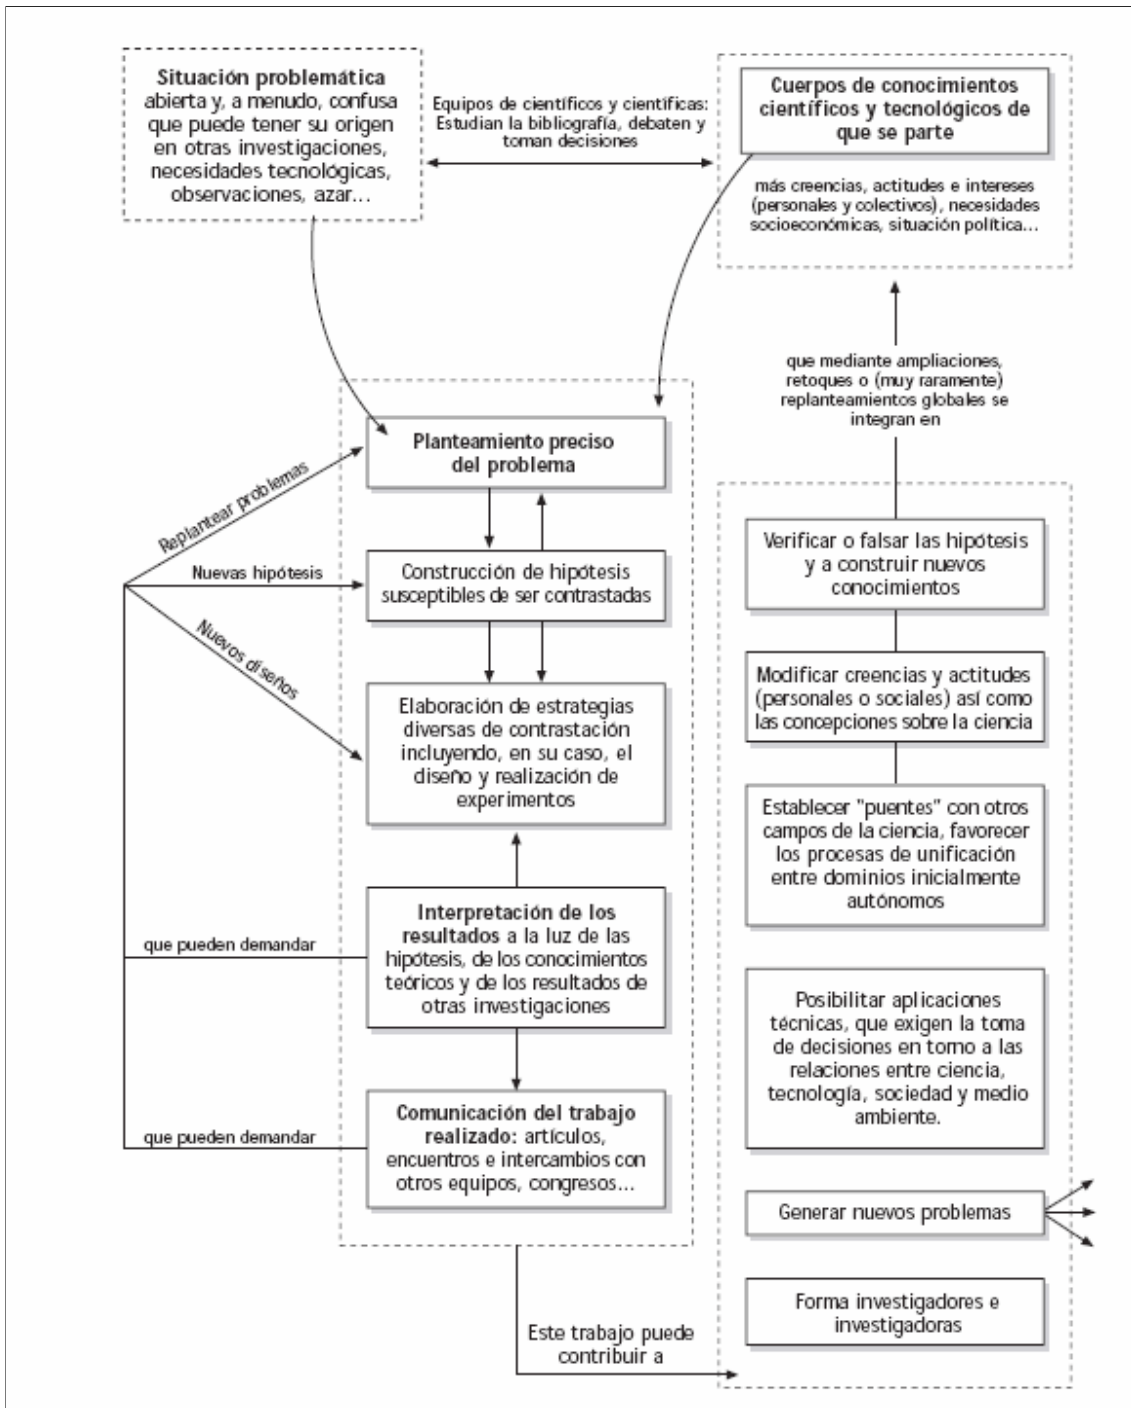 Situación problemática
abierta y, a menudo, confusa
que puede tener su origen
en otras investigaciones,
necesidades tecnológicas,
observaciones, azar...
Equipos de científicos y científicas:
Estudian la bibliografía, debaten y
toman decisiones
Cuerpos de conocimientos
científicos y tecnológicos de
que se parte
más creencias, actitudes e intereses
(personales y colectivos), necesidades
socioeconómicas, situación política...
que mediante ampliaciones,
retoques o (muy raramente)
replanteamientos globales se
integran en
Planteamiento preciso
del problema
Replantear problemas
Nuevas hipótesis
Nuevos diseños
Construcción de hipótesis
susceptibles de ser contrastadas
Elaboración de estrategias
diversas de contrastación
incluyendo, en su caso, el
diseño y realización de
experimentos
que pueden demandar
Interpretación de los
resultados a la luz de las
hipótesis, de los conocimientos
teóricos y de los resultados de
otras investigaciones
que pueden demandar
Comunicación del trabajo
realizado: artículos,
encuentros e intercambios con
otros equipos, congresos...
Este trabajo puede
contribuir a
Verificar o falsar las hipótesis
y a construir nuevos
conocimientos
Modificar creencias y actitudes
(personales o sociales) así como
las concepciones sobre la ciencia
Establecer "puentes" con otros
campos de la ciencia, favorecer
los procesas de unificación
entre dominios inicialmente
autónomos
Posibilitar aplicaciones
técnicas, que exigen la toma
de decisiones en torno a las
relaciones entre ciencia,
tecnología, sociedad y medio
ambiente.
Generar nuevos problemas
Forma investigadores e
investigadoras